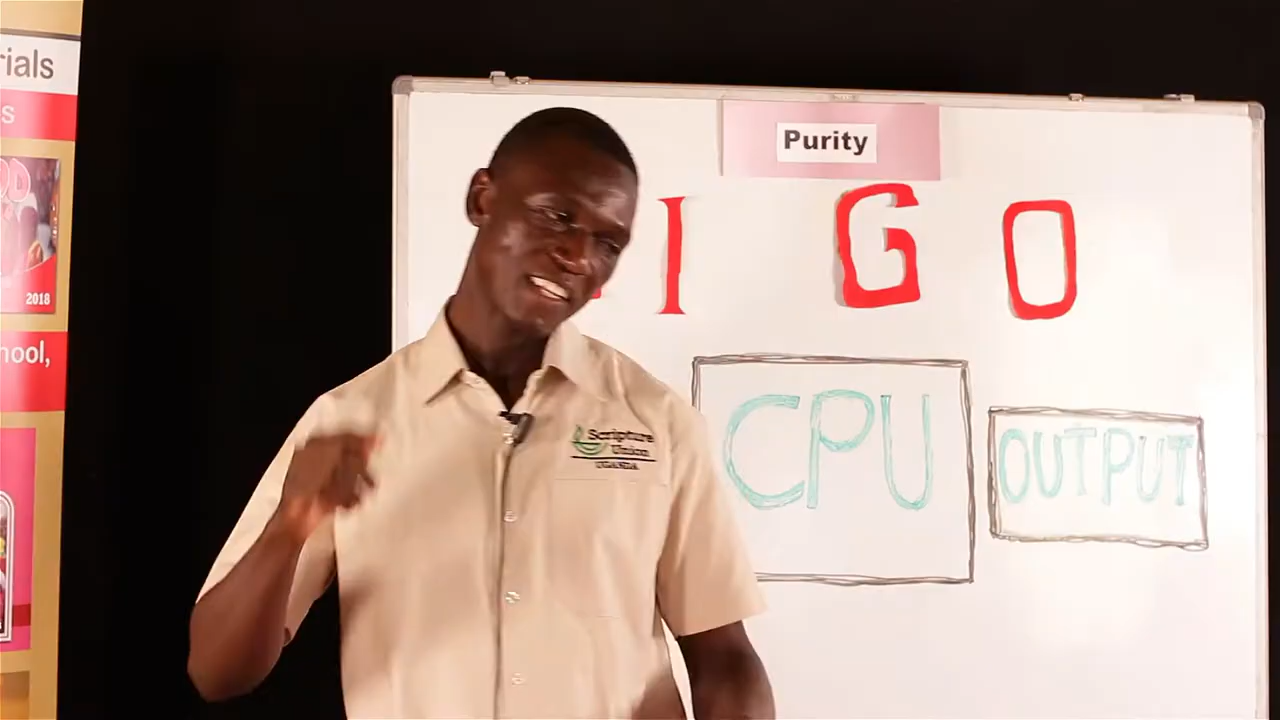 rials
s
2018
hool,
Purity
I G O
CPU
OUTPUT
Scripture
Union
UGANDA